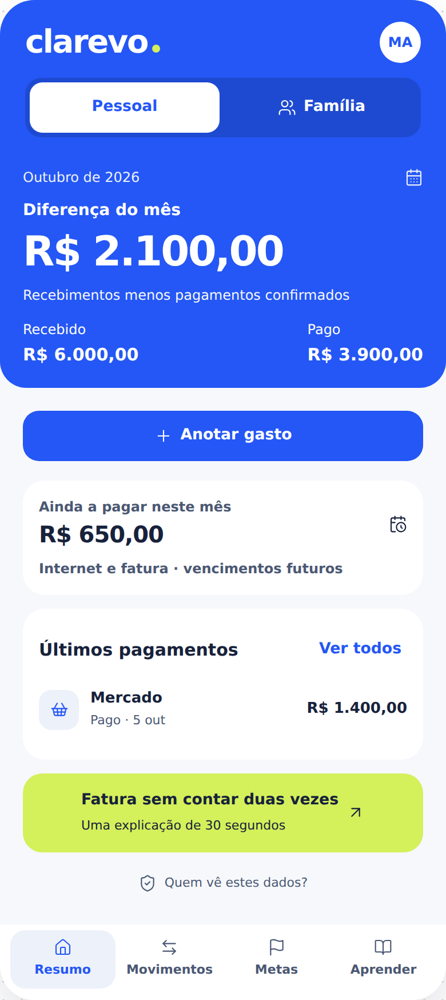 clarevo.
MA
Pessoal
Família
Outubro de 2026
Diferença do mês
R$ 2.100,00
Recebimentos menos pagamentos confirmados
Recebido
Pago
R$ 6.000,00
R$ 3.900,00
Anotar gasto
Ainda a pagar neste mês
R$ 650,00
Internet e fatura · vencimentos futuros
Últimos pagamentos
Ver todos
Mercado
Pago · 5 out
R$ 1.400,00
Fatura sem contar duas vezes
Uma explicação de 30 segundos
Quem vê estes dados?
Resumo
Movimentos
Metas
Aprender